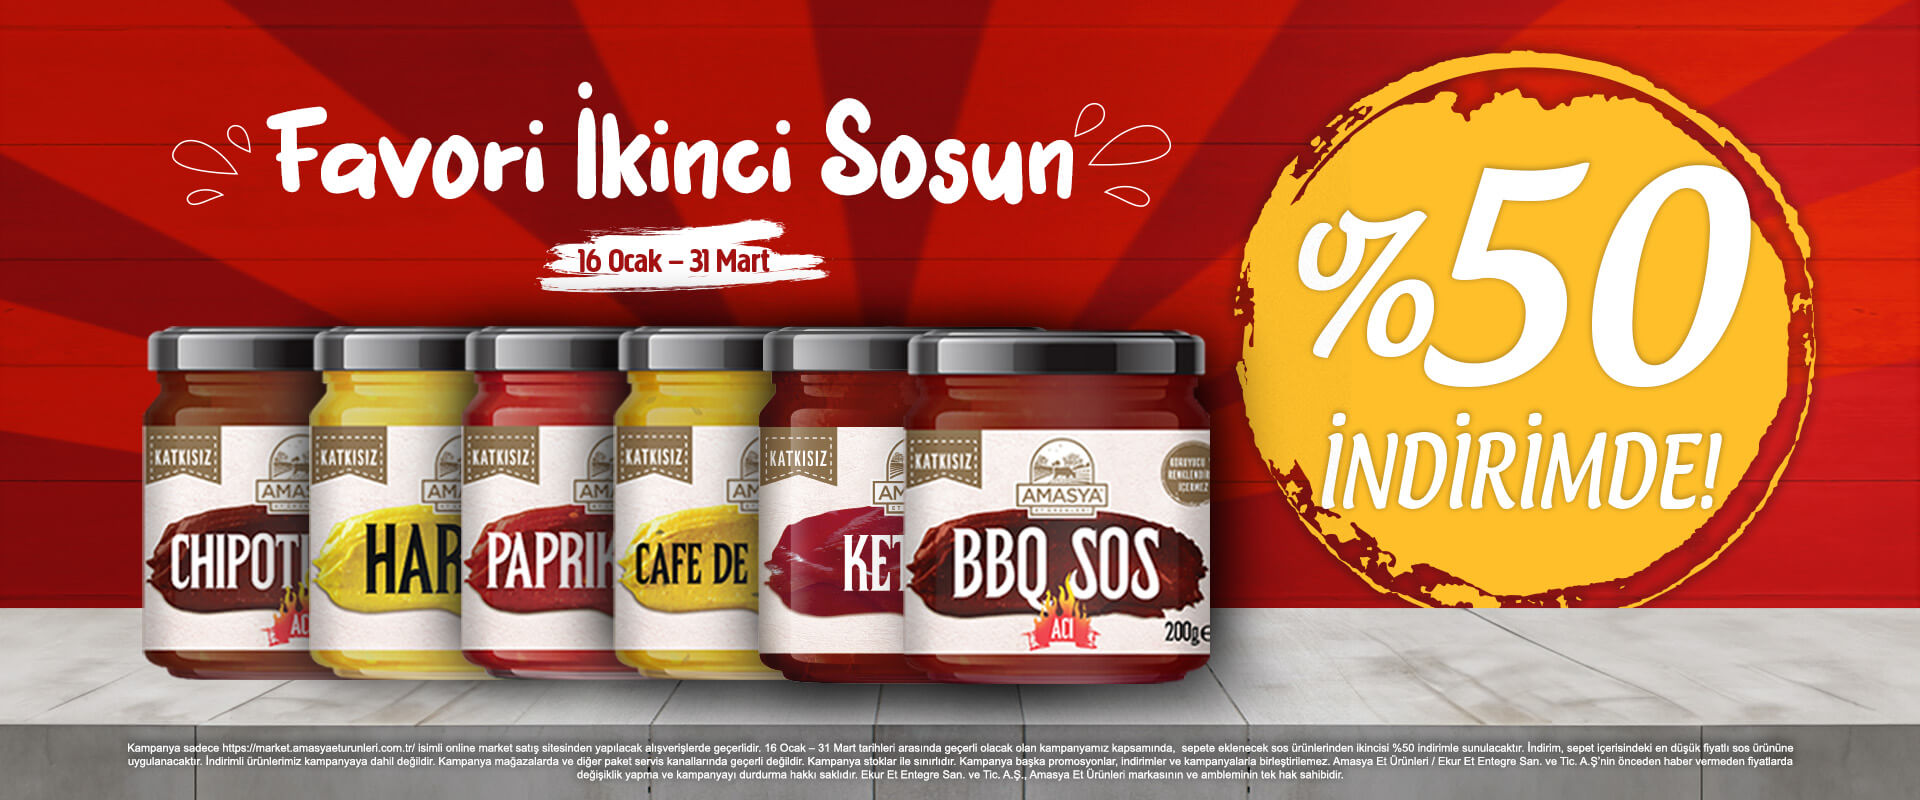 Favori İkinci Sosun
16 Ocak – 31 Mart
%50
İNDİRİMDE!
KATKISIZ
KATKISIZ
KATKISIZ
KATKISIZ
KATKISIZ
KATKISIZ
AMASYA
ET ÜRÜNLERİ
KORUYUCU
RENKLENDİR
İÇERMEZ
CHIPOT
HAR
PAPRIK
CAFE DE
KET
BBQ SOS
ACI
200g e
Kampanya sadece https://market.amasyaeturunleri.com.tr/ isimli online market satış sitesinden yapılacak alışverişlerde geçerlidir. 16 Ocak – 31 Mart tarihleri arasında geçerli olacak olan kampanyamız kapsamında, sepete eklenecek sos ürünlerinden ikincisi %50 indirimle sunulacaktır. İndirim, sepet içerisindeki en düşük fiyatlı sos ürününe
uygulanacaktır. İndirimli ürünlerimiz kampanyaya dahil değildir. Kampanya mağazalarda ve diğer paket servis kanallarında geçerli değildir. Kampanya stoklar ile sınırlıdır. Kampanya başka promosyonlar, indirimler ve kampanyalarla birleştirilemez. Amasya Et Ürünleri / Ekur Et Entegre San. ve Tic. A.Ş'nin önceden haber vermeden fiyatlarda
değişiklik yapma ve kampanyayı durdurma hakkı saklıdır. Ekur Et Entegre San. ve Tic. A.Ş., Amasya Et Ürünleri markasının ve ambleminin tek hak sahibidir.